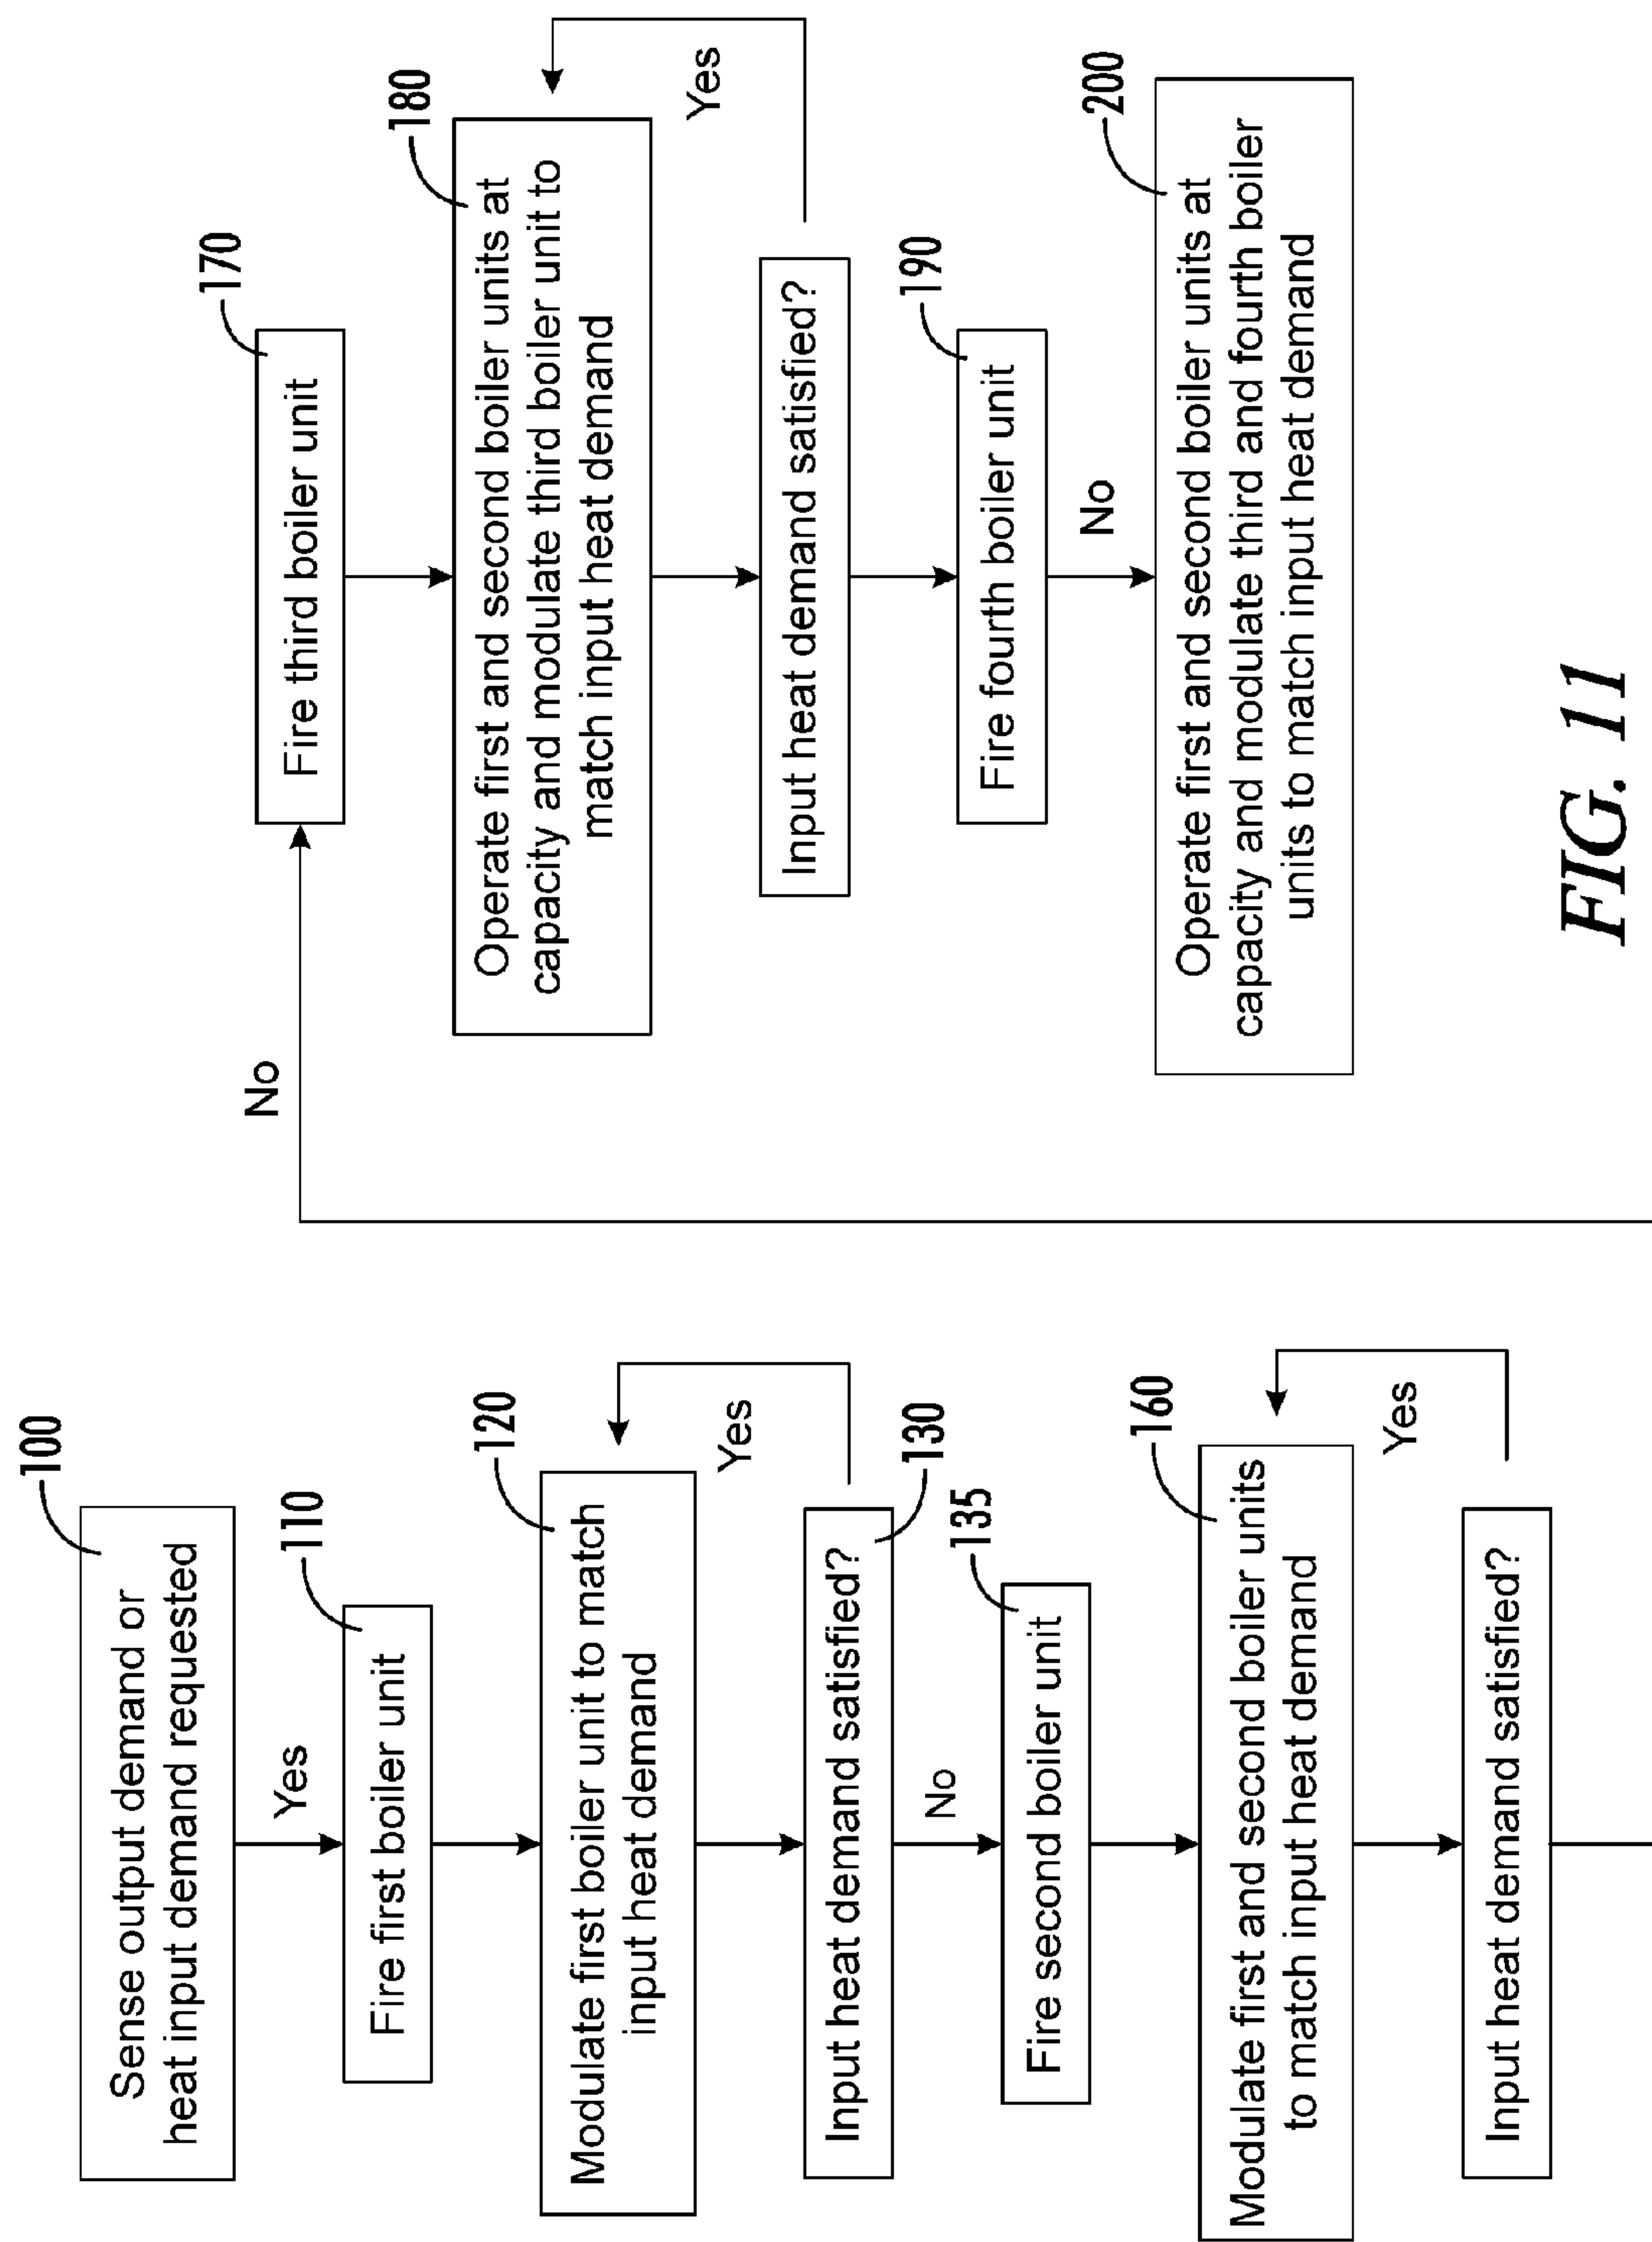 100
Sense output demand or
heat input demand requested
Yes
110
Fire first boiler unit
120
Modulate first boiler unit to match
input heat demand
Yes
130
Input heat demand satisfied?
No
135
Fire second boiler unit
160
Modulate first and second boiler units
to match input heat demand
Yes
Input heat demand satisfied?
No
170
Fire third boiler unit
180
Operate first and second boiler units at
capacity and modulate third boiler unit to
match input heat demand
Yes
Input heat demand satisfied?
190
Fire fourth boiler unit
No
200
Operate first and second boiler units at
capacity and modulate third and fourth boiler
units to match input heat demand
FIG. 11